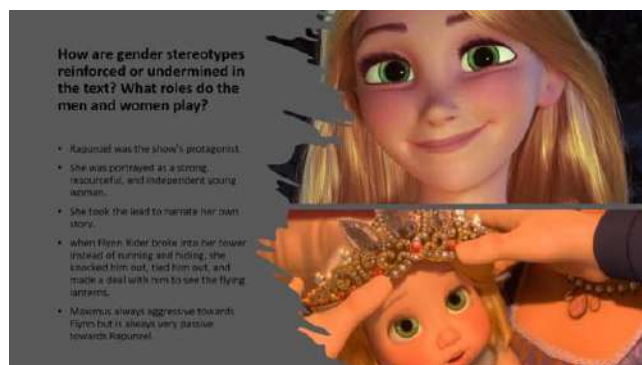 How are gender stereotypes
reinforced or undermined in
the text? What roles do the
men and women play?
• Rapunzel was the show's protagonist.
• She was portrayed as a strong,
resourceful, and independent young
woman.
• She took the lead to narrate her own
story.
• when Flynn Rider broke into her tower
instead of running and hiding, she
knocked him out, tied him out, and
made a deal with him to see the flying
lanterns.
• Maximus always aggressive towards
Flynn but is always very passive
towards Rapunzel.